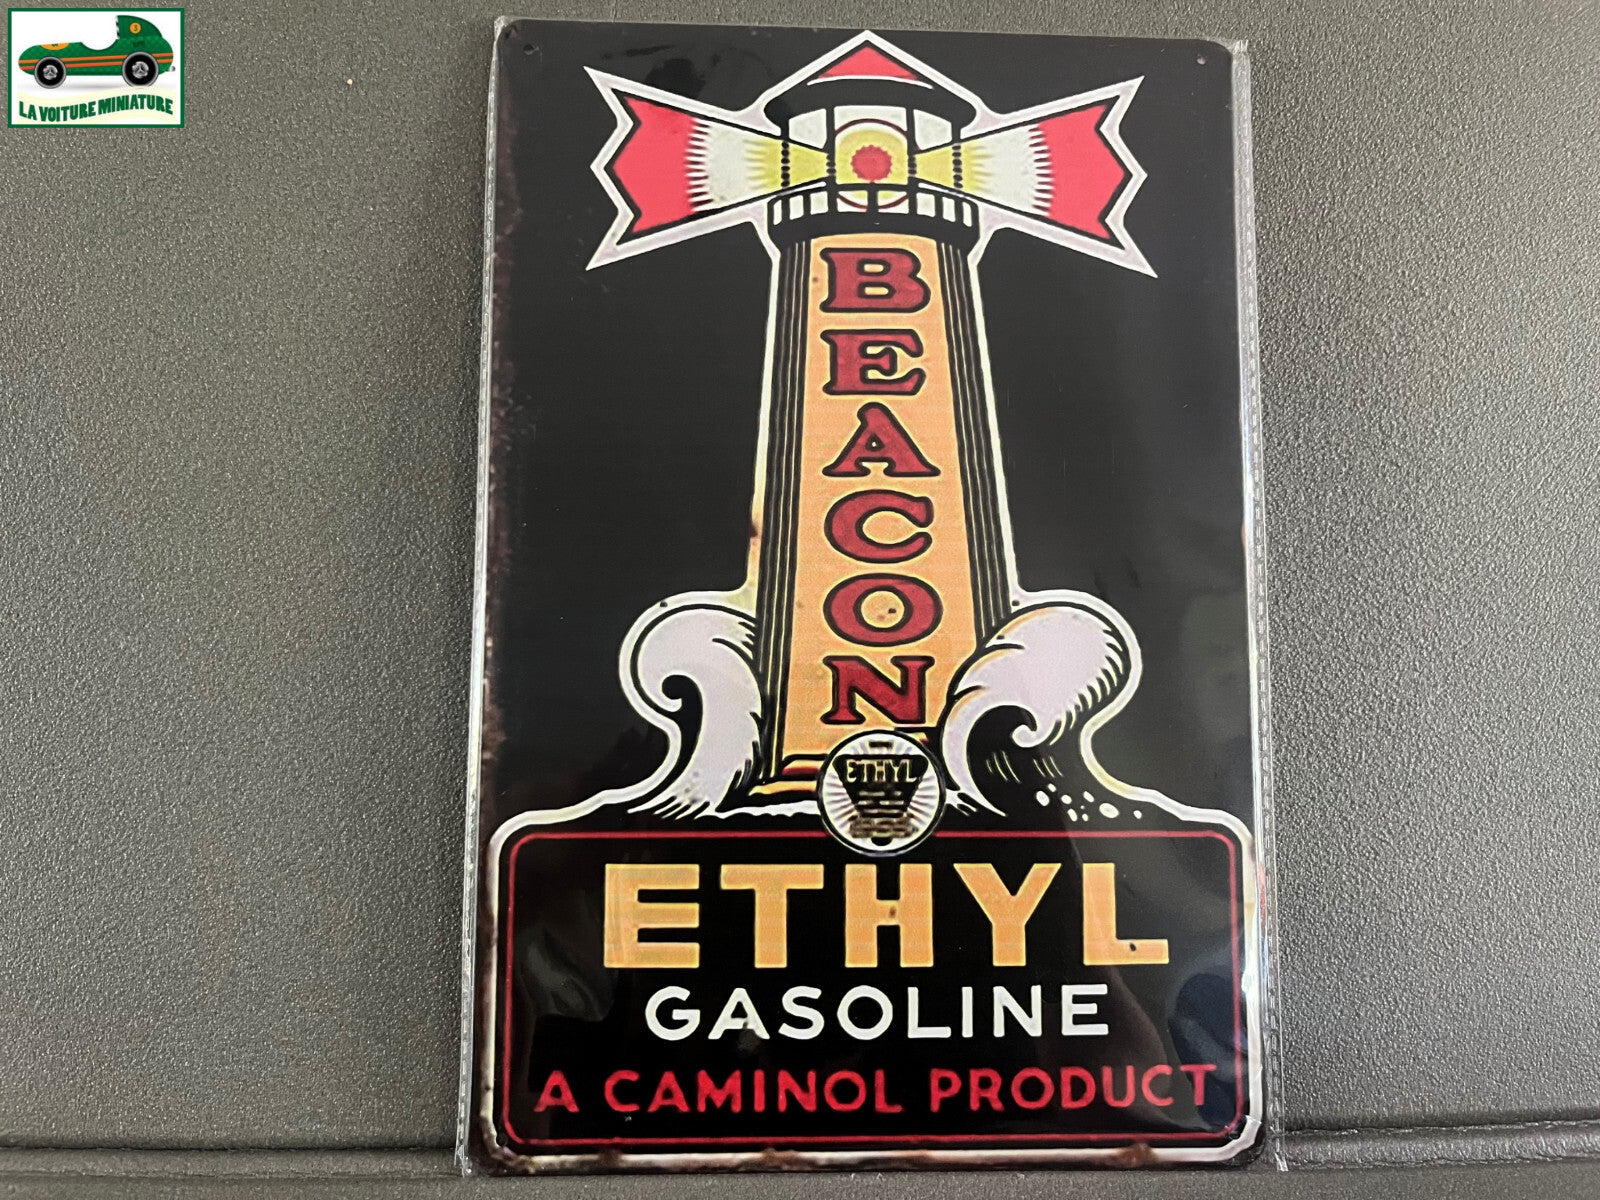 LA VOITURE MINIATURE
BEACON
ETHYL
ETHYL
GASOLINE
A CAMINOL PRODUCT